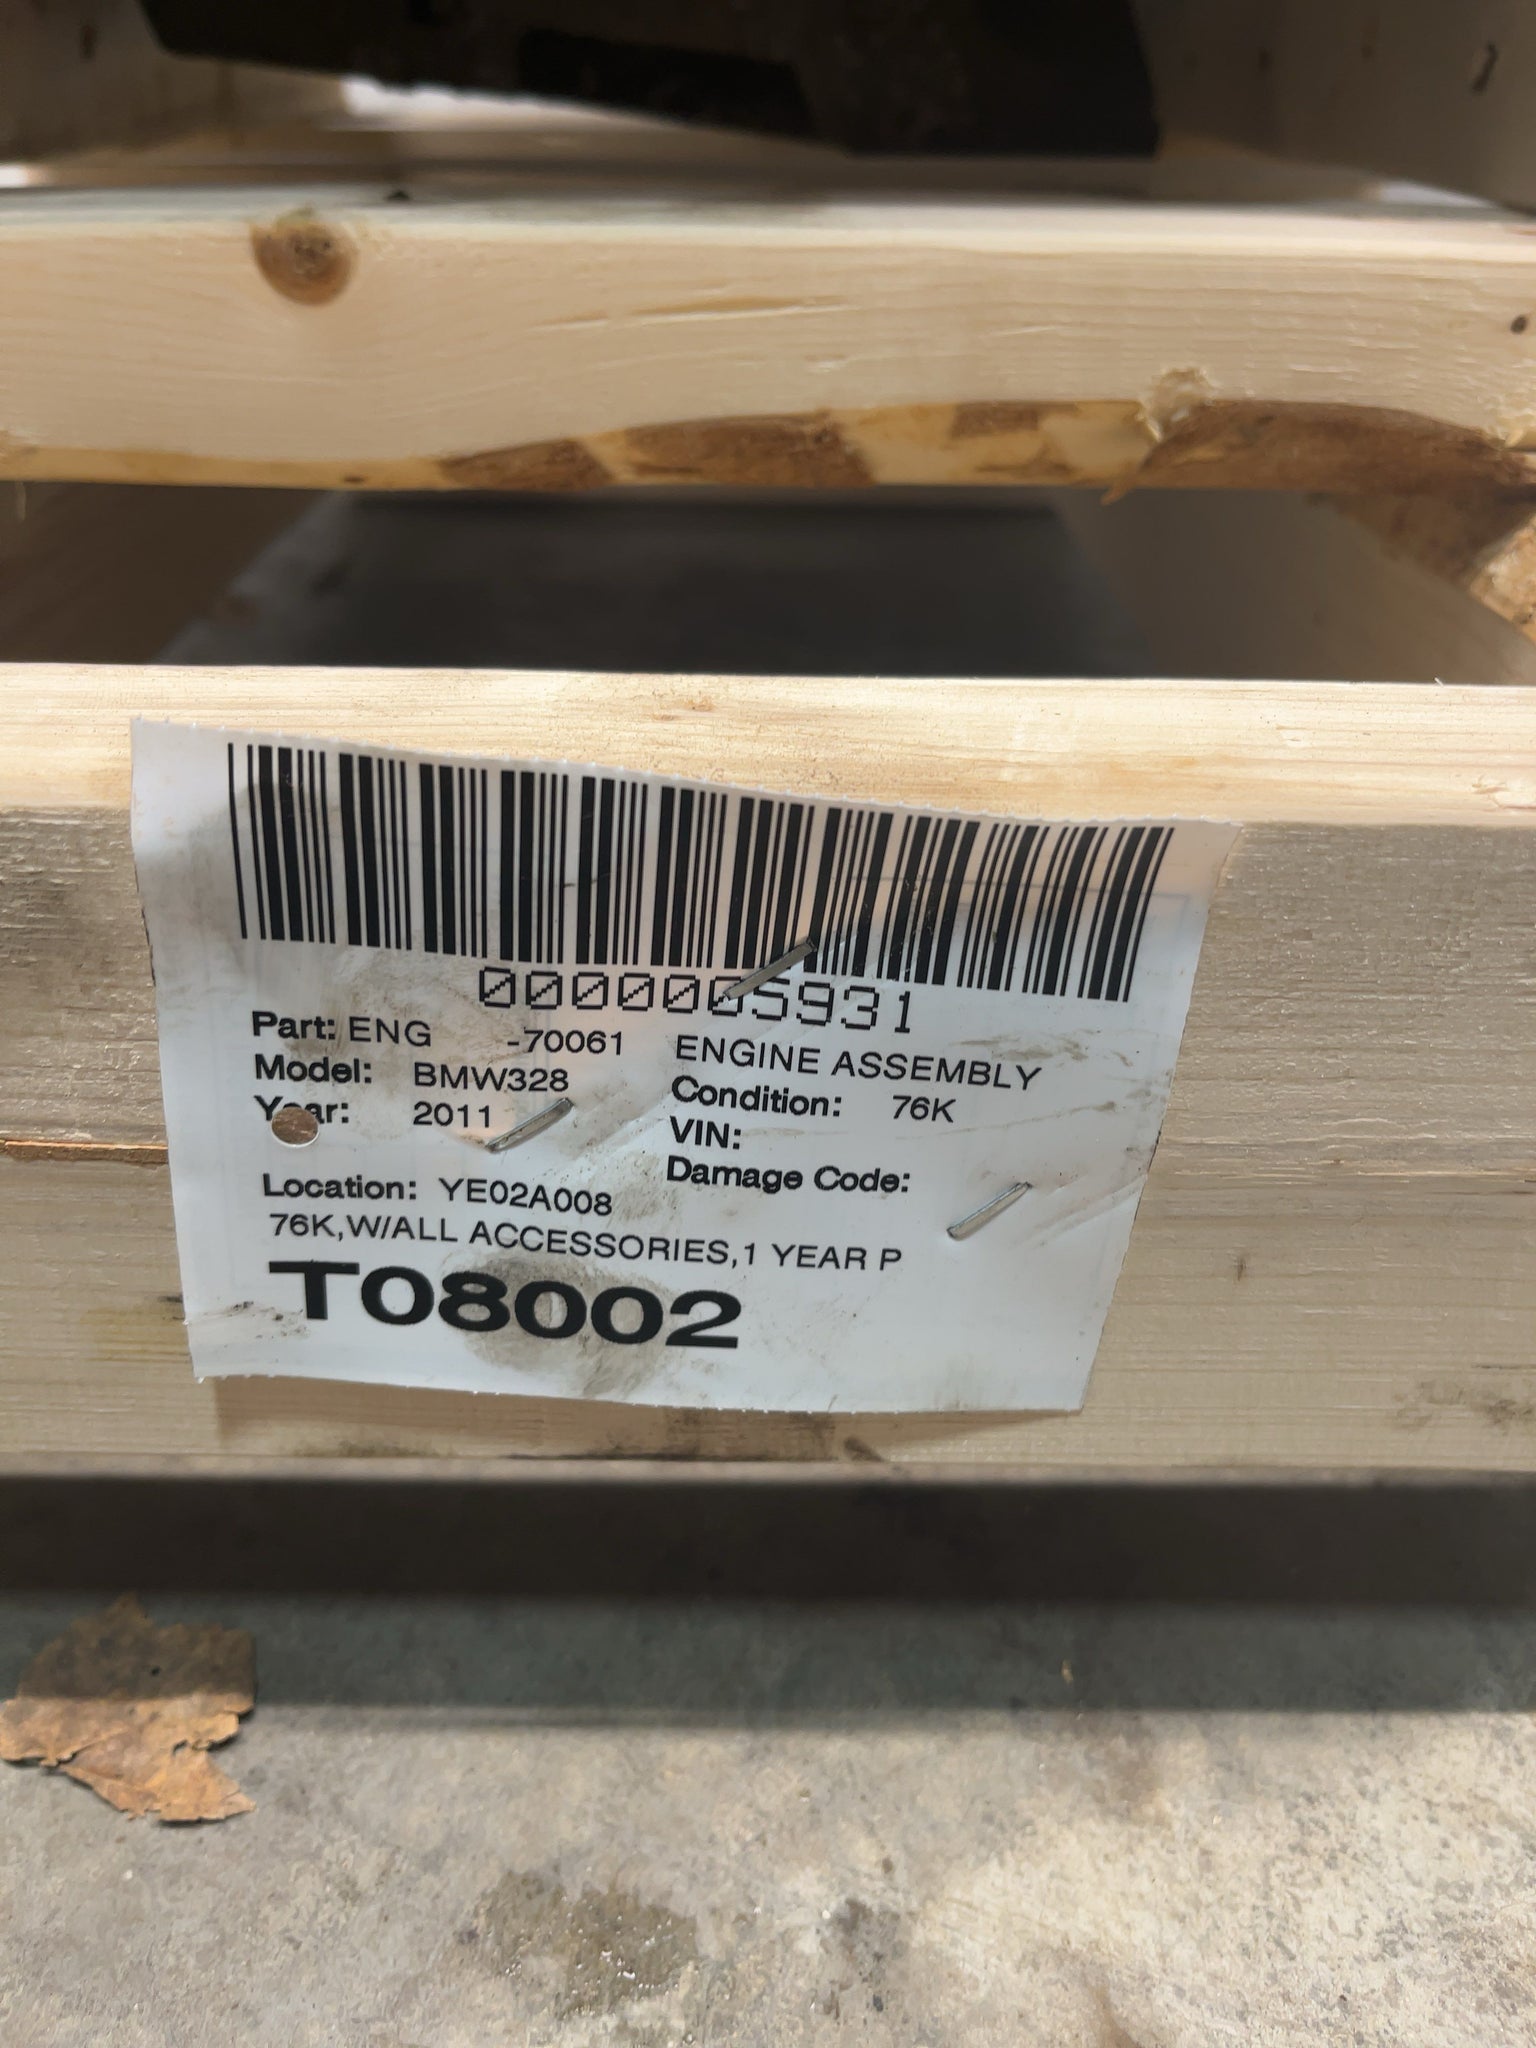 0000005931
Part: ENG -70061 ENGINE ASSEMBLY
Model: BMW328 Condition: 76K
Year: 2011 VIN:
Damage Code:
Location: YE02A008
76K,W/ALL ACCESSORIES,1 YEAR P
T08002